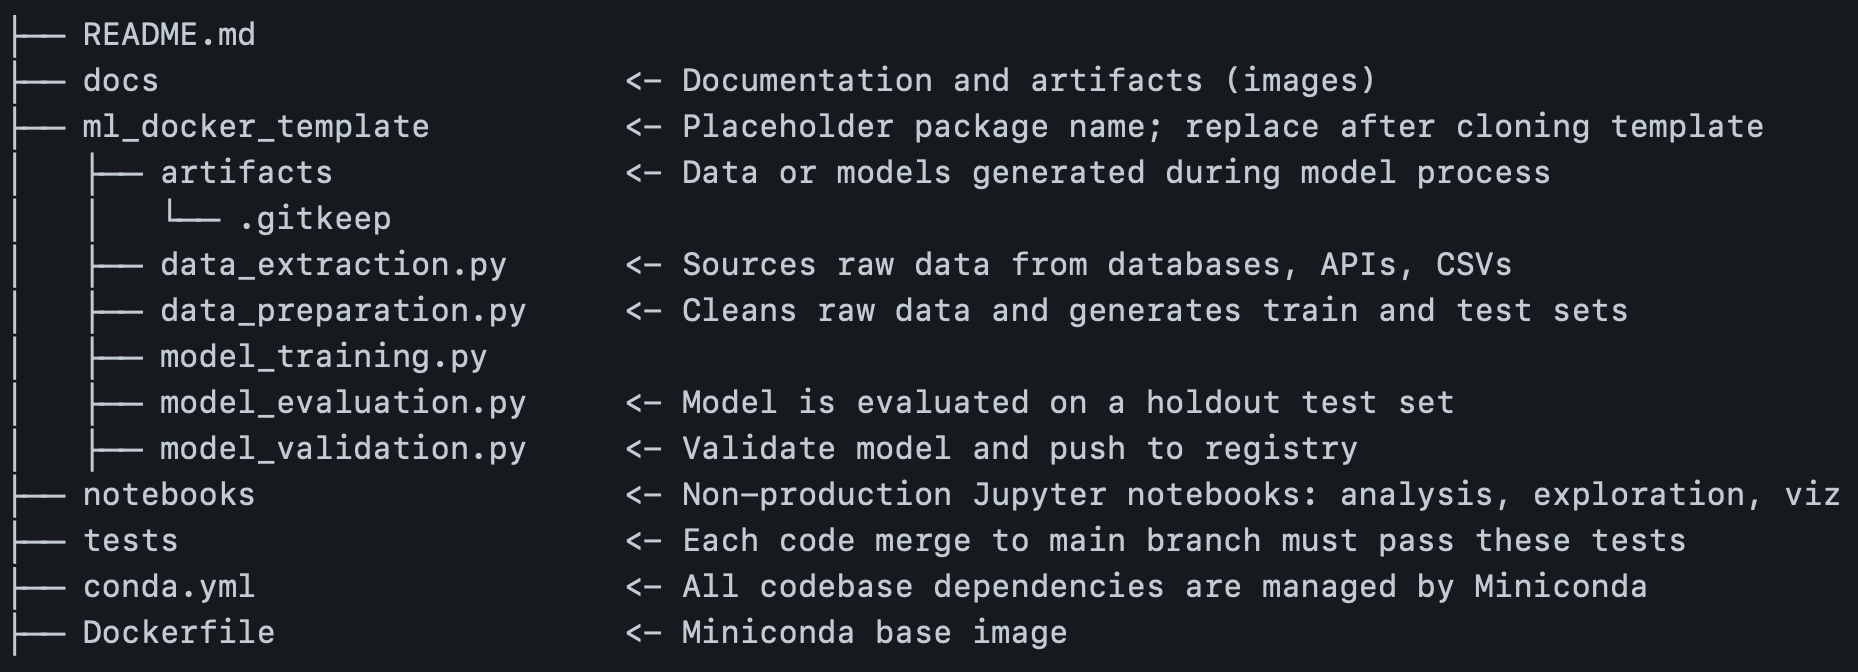 ├── README.md
├── docs                        <- Documentation and artifacts (images)
├── ml_docker_template          <- Placeholder package name; replace after cloning template
│   ├── artifacts               <- Data or models generated during model process
│   │   └── .gitkeep
│   ├── data_extraction.py      <- Sources raw data from databases, APIs, CSVs
│   ├── data_preparation.py     <- Cleans raw data and generates train and test sets
│   ├── model_training.py
│   ├── model_evaluation.py     <- Model is evaluated on a holdout test set
│   ├── model_validation.py     <- Validate model and push to registry
├── notebooks                   <- Non-production Jupyter notebooks: analysis, exploration, viz
├── tests                       <- Each code merge to main branch must pass these tests
├── conda.yml                   <- All codebase dependencies are managed by Miniconda
├── Dockerfile                  <- Miniconda base image